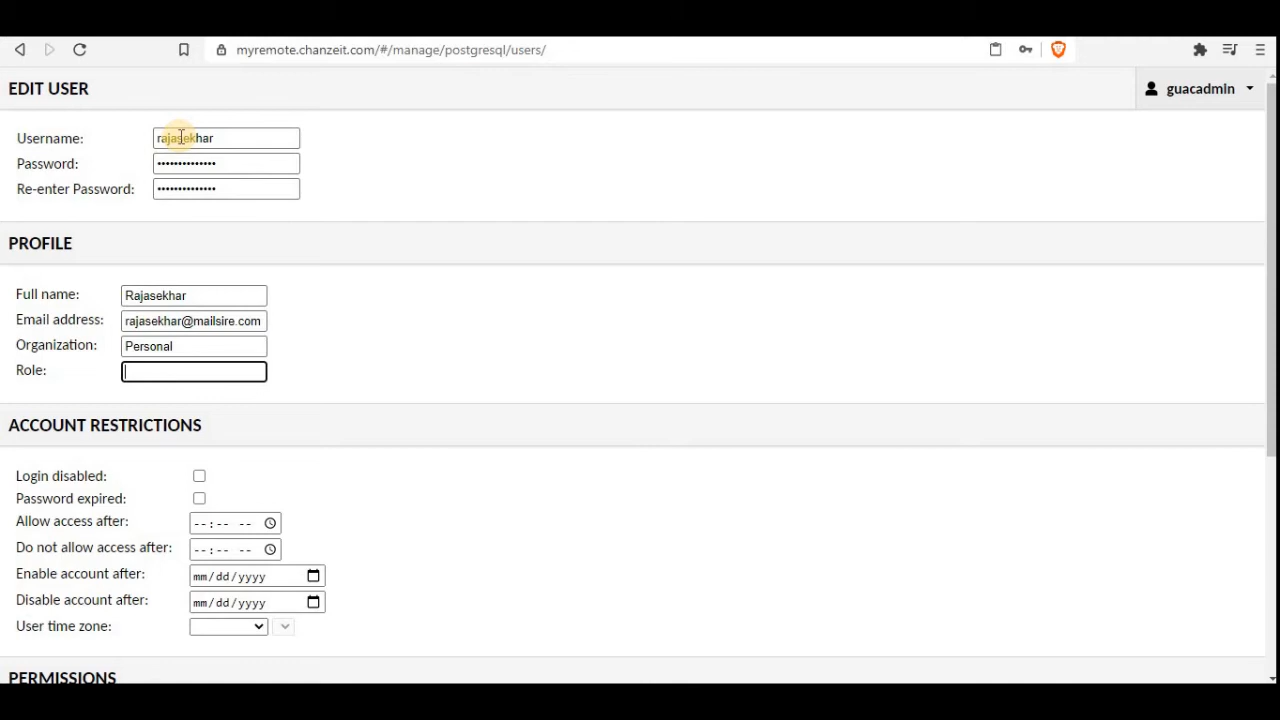 myremote.chanzeit.com/#/manage/postgresql/users/
EDIT USER
guacadmin
Username: rajasekhar
Password: ••••••••••••••
Re-enter Password: ••••••••••••••
PROFILE
Full name: Rajasekhar
Email address: rajasekhar@mailsire.com
Organization: Personal
Role:
ACCOUNT RESTRICTIONS
Login disabled:
Password expired:
Allow access after: --:-- --
Do not allow access after: --:-- --
Enable account after: mm/dd/yyyy
Disable account after: mm/dd/yyyy
User time zone:
PERMISSIONS